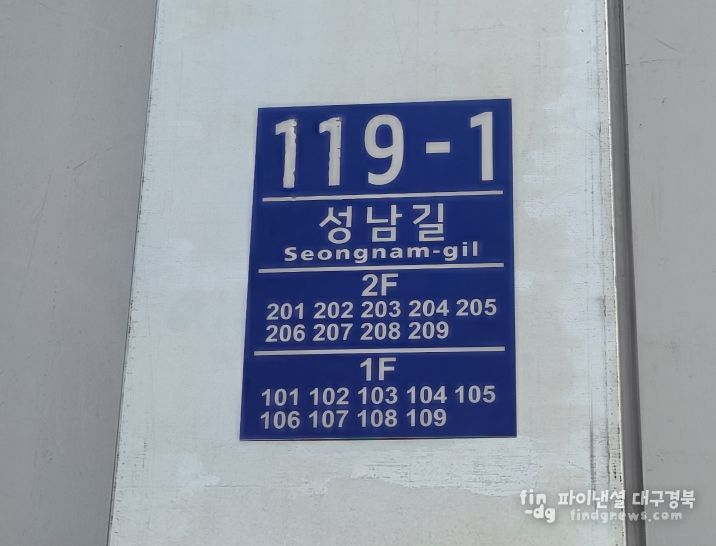 119-1
성남길
Seongnam-gil
2F
201 202 203 204 205
206 207 208 209
1F
101 102 103 104 105
106 107 108 109
fin dg 파이낸셜 대구경북
findgnews.com